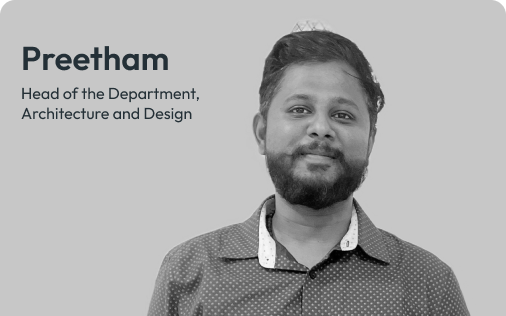 Preetham
Head of the Department,
Architecture and Design